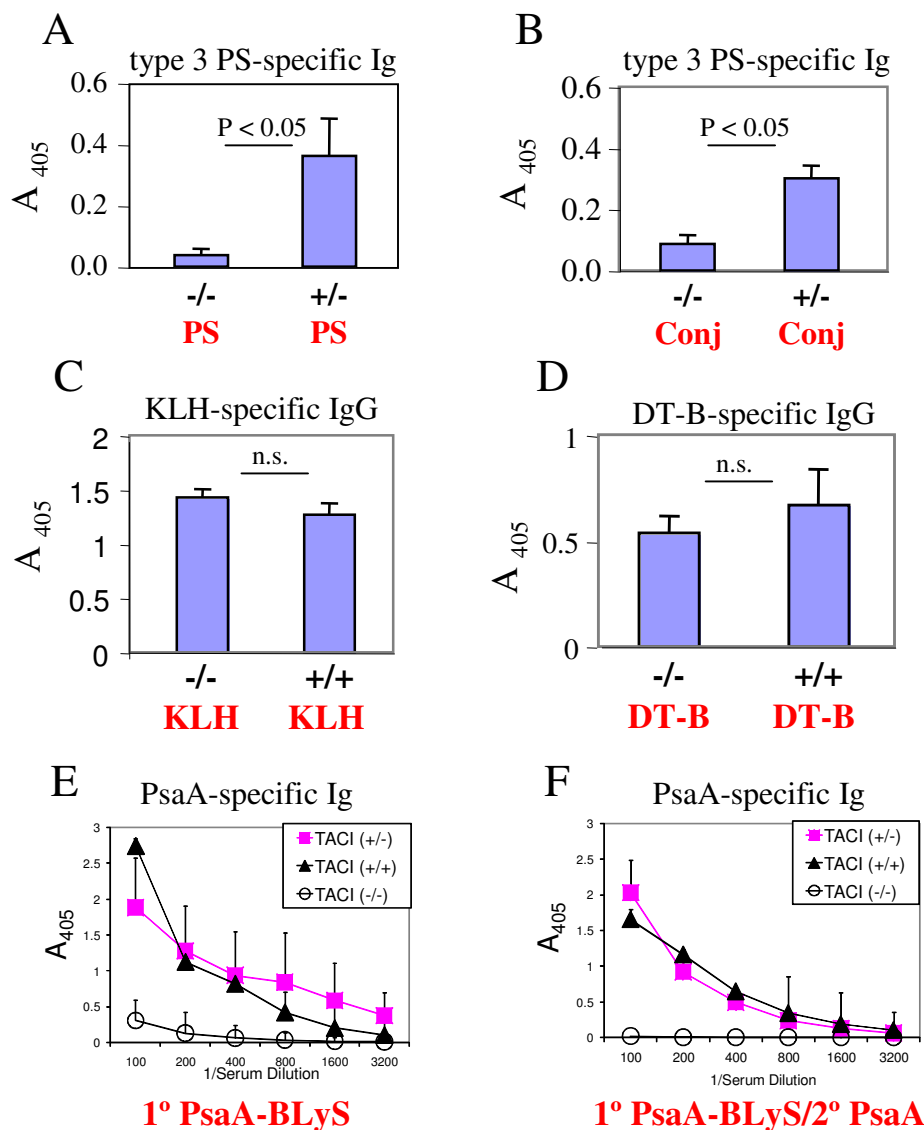 A
type 3 PS-specific Ig
A 405
0.6
0.4
0.2
0.0
P < 0.05
-/- +/-
PS PS
B
type 3 PS-specific Ig
A 405
0.6
0.4
0.2
0.0
P < 0.05
-/- +/-
Conj Conj
C
KLH-specific IgG
A 405
2
1.5
1
0.5
0
n.s.
-/- +/+
KLH KLH
D
DT-B-specific IgG
A 405
1
0.5
0
n.s.
-/- +/+
DT-B DT-B
E
PsaA-specific Ig
A405
3
2.5
2
1.5
1
0.5
0
TACI (+/-)
TACI (+/+)
TACI (-/-)
100 200 400 800 1600 3200
1/Serum Dilution
1º PsaA-BLyS
F
PsaA-specific Ig
A405
3
2.5
2
1.5
1
0.5
0
TACI (+/-)
TACI (+/+)
TACI (-/-)
100 200 400 800 1600 3200
1/Serum Dilution
1º PsaA-BLyS/2º PsaA